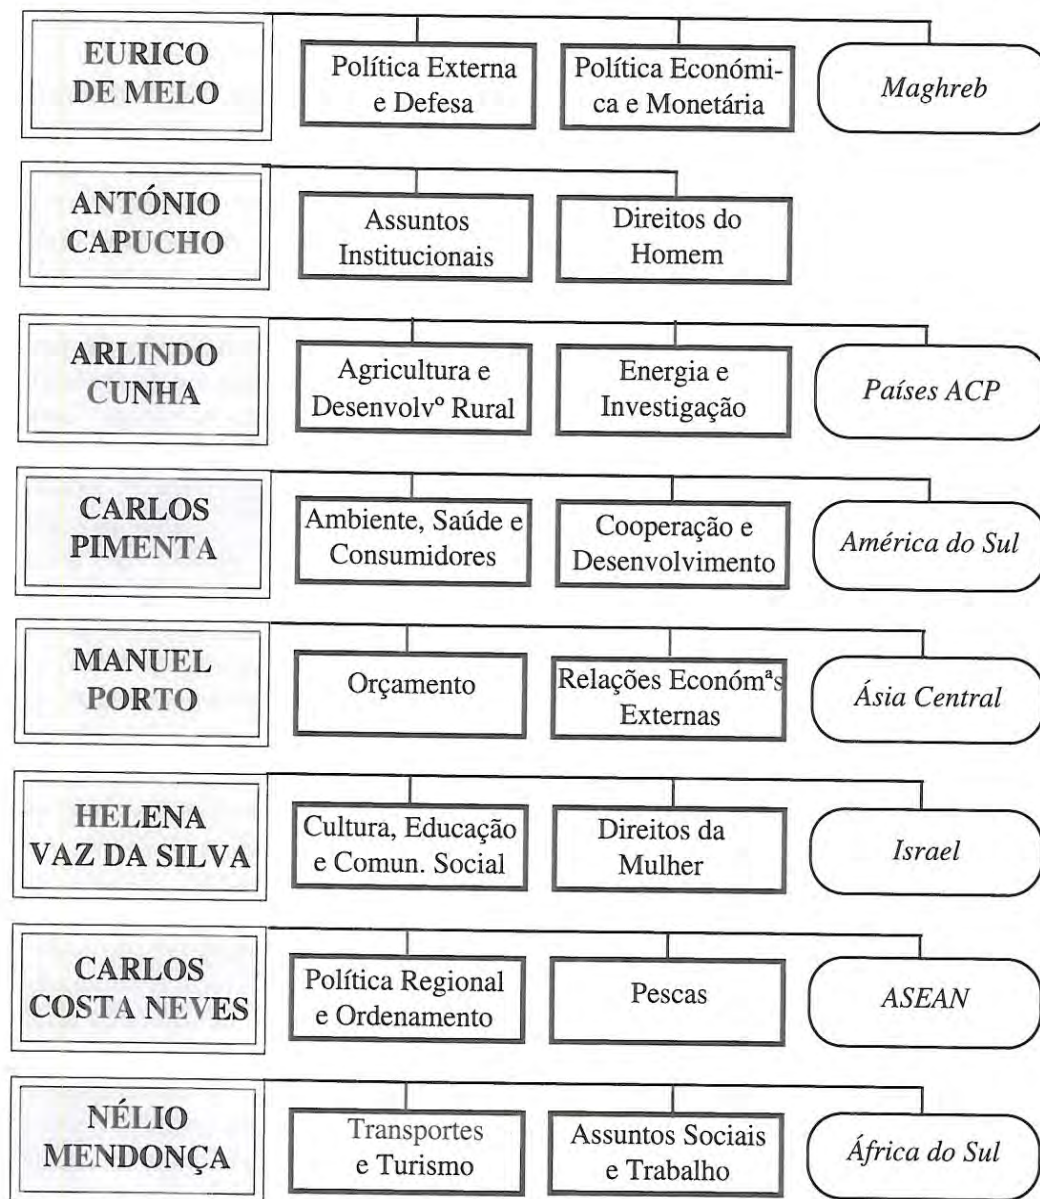 EURICO
DE MELO
Política Externa
e Defesa
Política Económi-
ca e Monetária
Maghreb
ANTÓNIO
CAPUCHO
Assuntos
Institucionais
Direitos do
Homem
ARLINDO
CUNHA
Agricultura e
Desenvolvº Rural
Energia e
Investigação
Países ACP
CARLOS
PIMENTA
Ambiente, Saúde e
Consumidores
Cooperação e
Desenvolvimento
América do Sul
MANUEL
PORTO
Orçamento
Relações Económªs
Externas
Ásia Central
HELENA
VAZ DA SILVA
Cultura, Educação
e Comun. Social
Direitos da
Mulher
Israel
CARLOS
COSTA NEVES
Política Regional
e Ordenamento
Pescas
ASEAN
NÉLIO
MENDONÇA
Transportes
e Turismo
Assuntos Sociais
e Trabalho
África do Sul